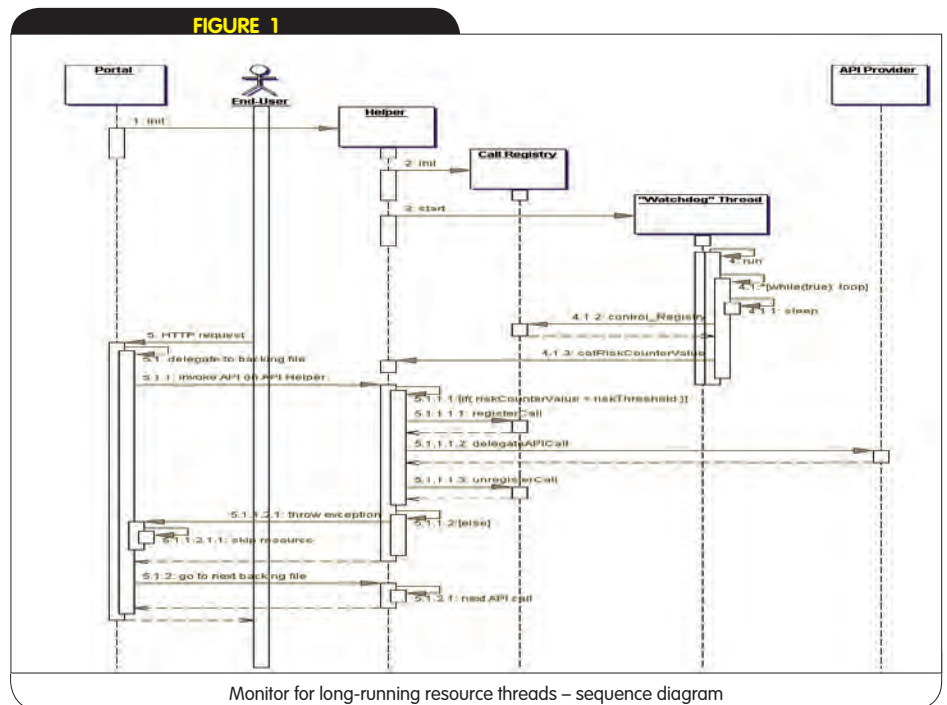 FIGURE 1
Portal
End-User
API Provider
Helper
1: init
Call Registry
2: init
"Watchdog" Thread
3: start
4: run
4.1:*[while(true): loop]
4.1.1: sleep
4.1.2: control_Registry
5: HTTP request
5.1: delegate to backing file
4.1.3: setRiskCounterValue
5.1.1: invoke API on API Helper
5.1.1.1:[if( riskCounterValue < riskThreshold )]
5.1.1.1.1: registerCall
5.1.1.1.2: delegateAPICall
5.1.1.1.3: unregisterCall
5.1.1.2.1: throw exception
5.1.1.2:[else]
5.1.1.2.1.1: skip resource
5.1.2: go to next backing file
5.1.2.1: next API call
Monitor for long-running resource threads – sequence diagram